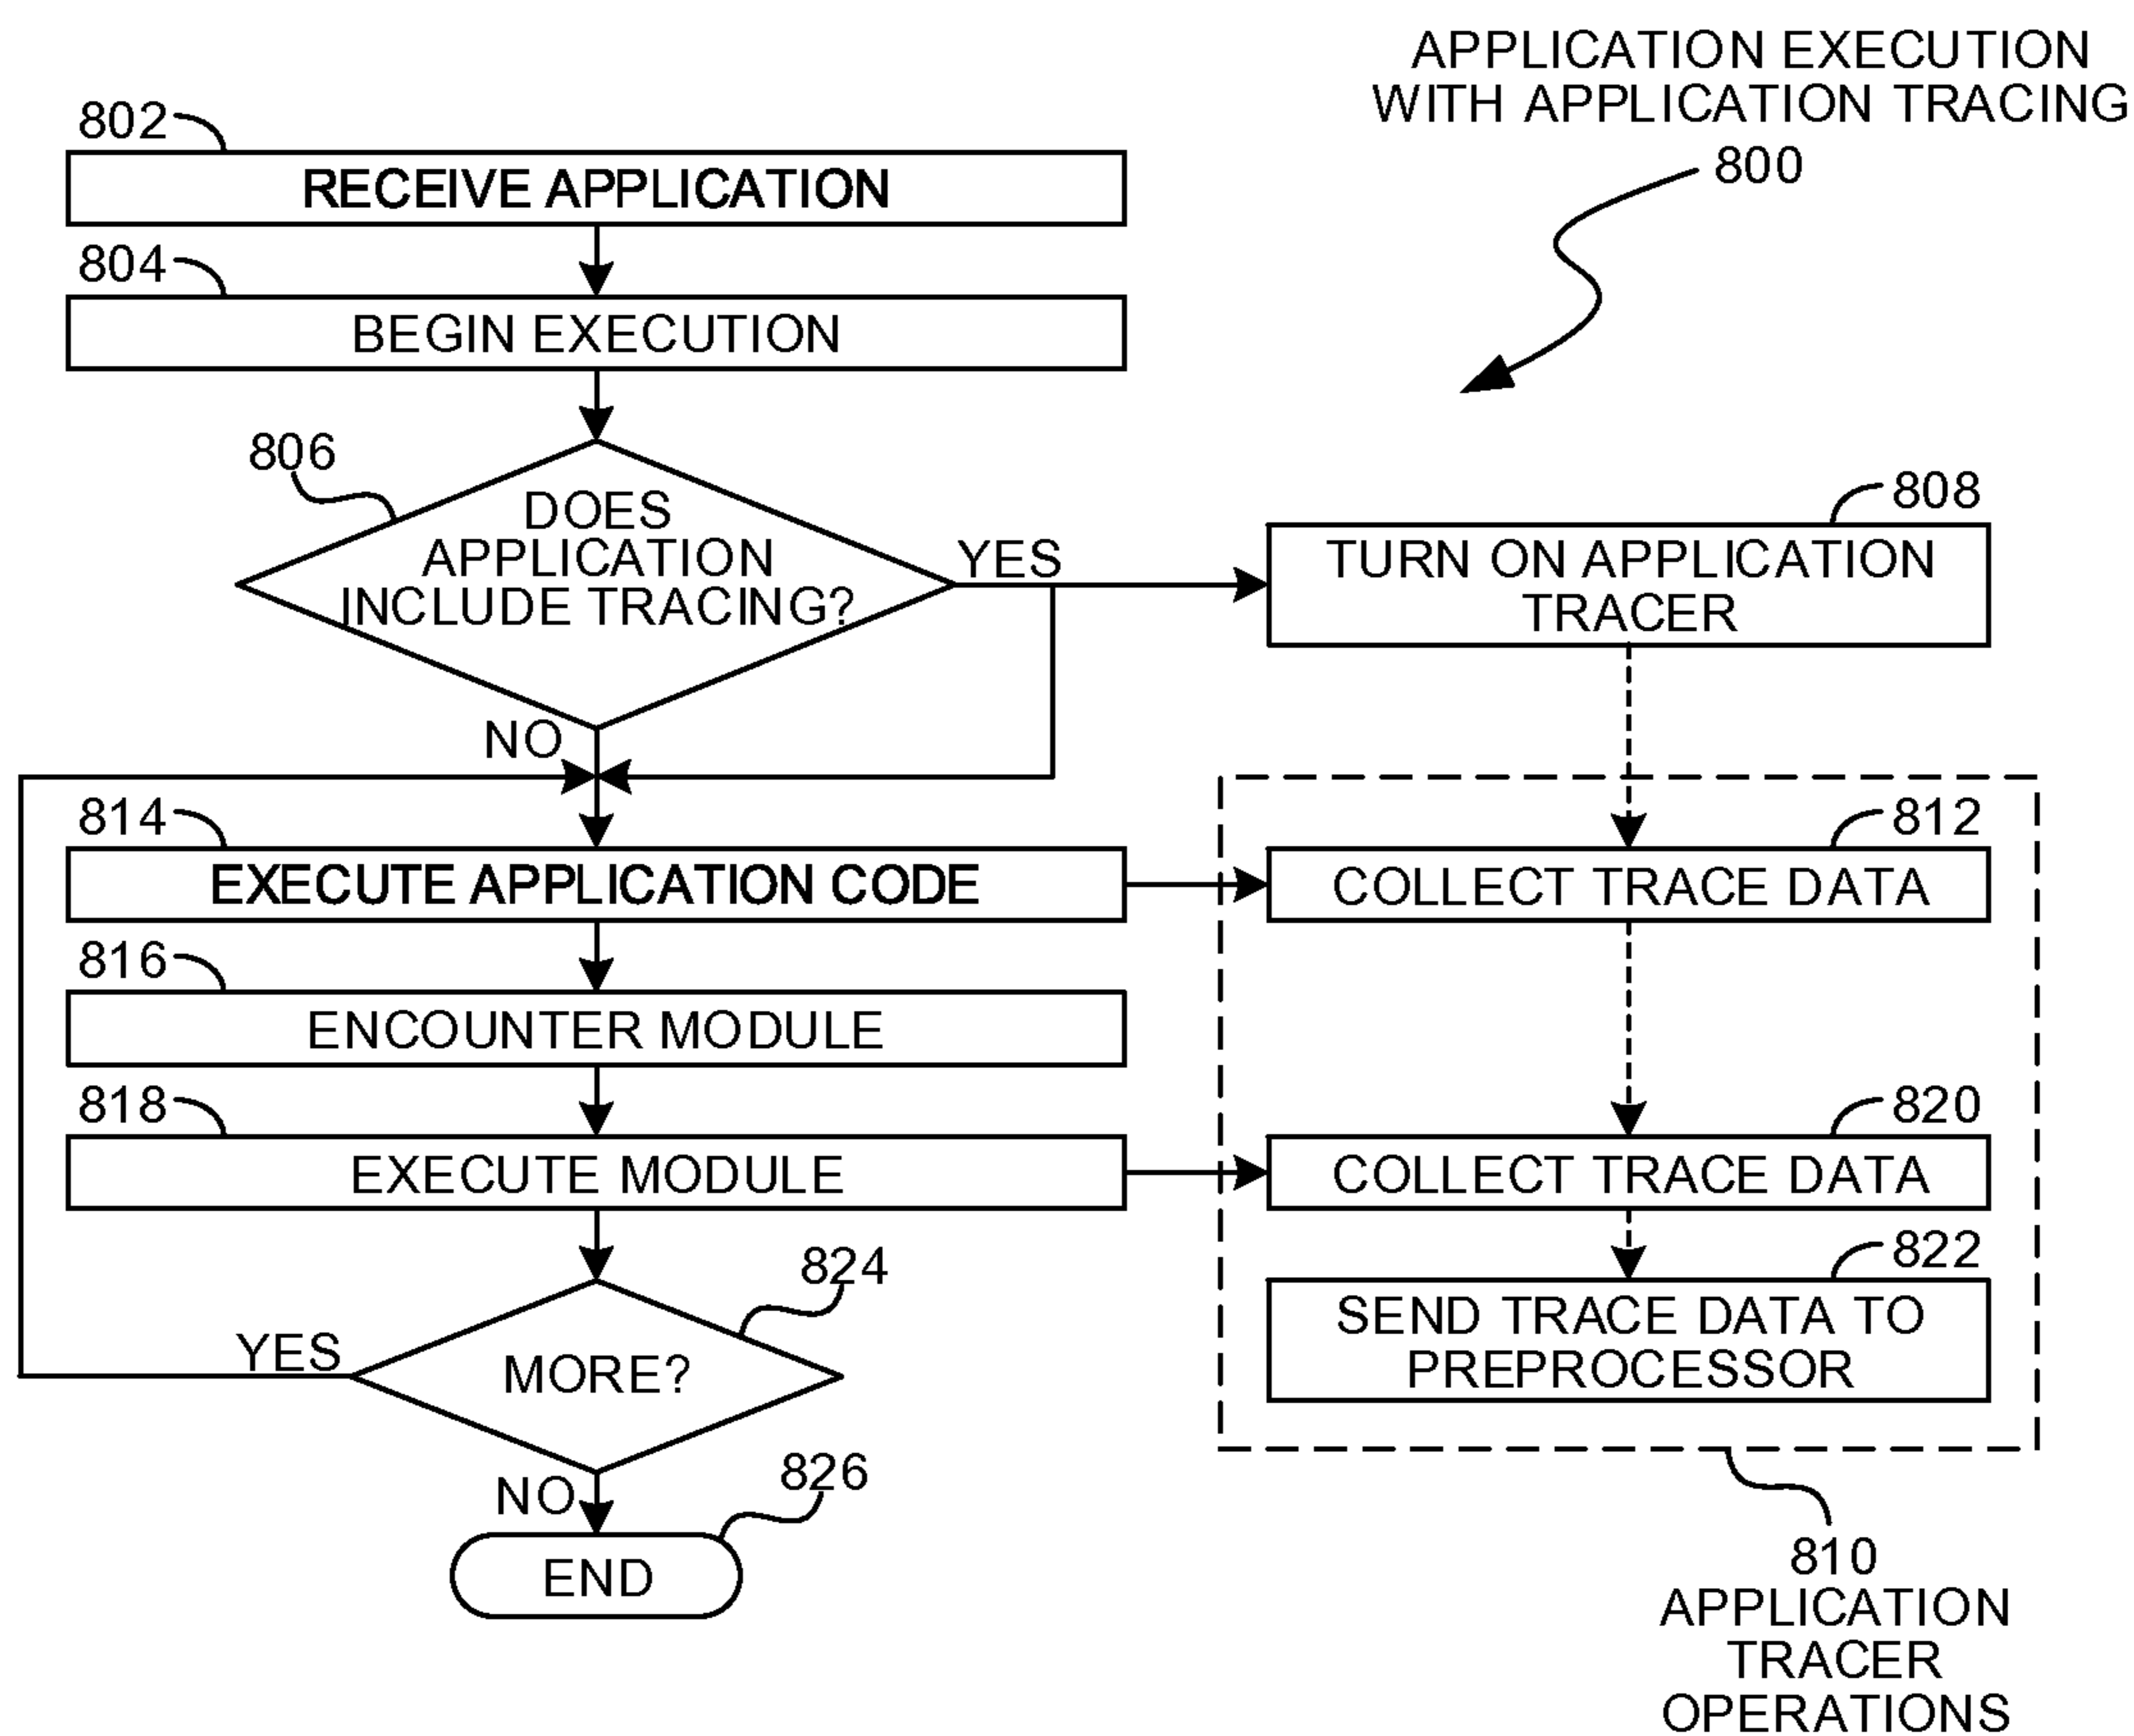 APPLICATION EXECUTION
WITH APPLICATION TRACING
800
802
RECEIVE APPLICATION
804
BEGIN EXECUTION
806
DOES
APPLICATION
INCLUDE TRACING?
YES
NO
808
TURN ON APPLICATION
TRACER
814
EXECUTE APPLICATION CODE
812
COLLECT TRACE DATA
816
ENCOUNTER MODULE
818
EXECUTE MODULE
820
COLLECT TRACE DATA
822
SEND TRACE DATA TO
PREPROCESSOR
824
MORE?
YES
NO
826
END
810
APPLICATION
TRACER
OPERATIONS